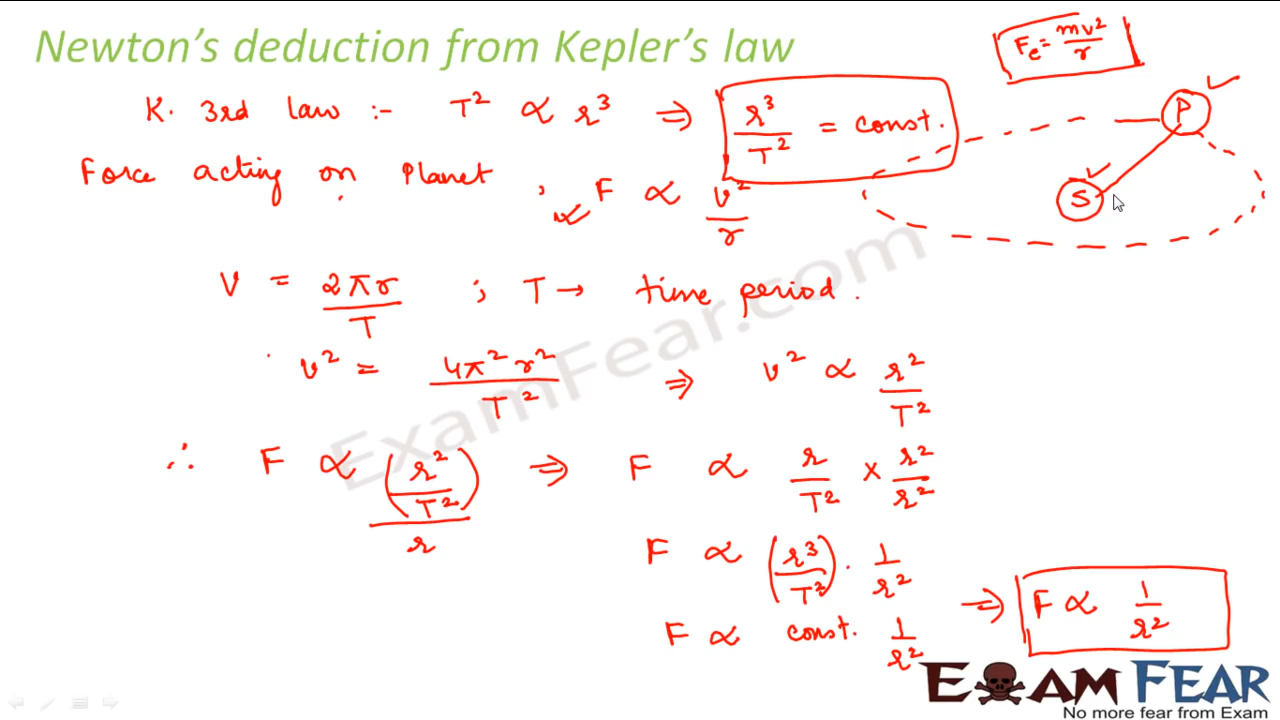 Newton's deduction from Kepler's law
F_c = mv²/r
K. 3rd law :- T² ∝ r³ ⇒ r³/T² = const.
P
S
Force acting on Planet, F ∝ v²/r
v = 2πr/T ; T → time period.
v² = 4π²r²/T² ⇒ v² ∝ r²/T²
∴ F ∝ (r²/T²)/r ⇒ F ∝ r/T² × r²/r²
F ∝ (r³/T²) · 1/r²
F ∝ const. 1/r² ⇒ F ∝ 1/r²
ExamFear.com
EXAM FEAR
No more fear from Exam